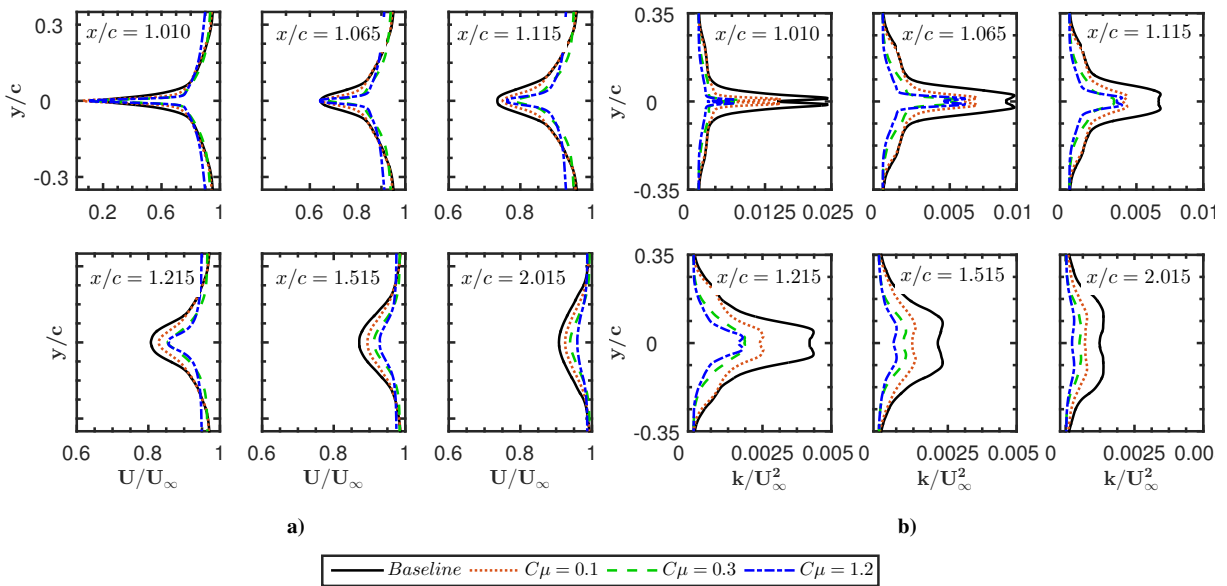 0.3
0
-0.3
y/c
x/c = 1.010
x/c = 1.065
x/c = 1.115
0.2 0.6 1
0.6 0.8 1
0.6 0.8 1
0.35
0
-0.35
y/c
x/c = 1.010
x/c = 1.065
x/c = 1.115
0 0.0125 0.025
0 0.005 0.01
0 0.005 0.01
y/c
x/c = 1.215
x/c = 1.515
x/c = 2.015
0.6 0.8 1
0.6 0.8 1
0.6 0.8 1
U/U∞
U/U∞
U/U∞
a)
0.35
0
-0.35
y/c
x/c = 1.215
x/c = 1.515
x/c = 2.015
0 0.0025 0.005
0 0.0025 0.005
0 0.0025 0.00
k/U²∞
k/U²∞
k/U²∞
b)
Baseline Cμ = 0.1 Cμ = 0.3 Cμ = 1.2